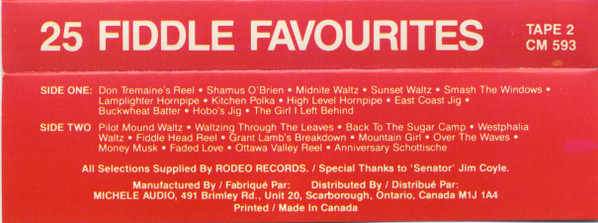 25 FIDDLE FAVOURITES
TAPE 2
CM 593
SIDE ONE: Don Tremaine's Reel • Shamus O'Brien • Midnite Waltz • Sunset Waltz • Smash The Windows •
Lamplighter Hornpipe • Kitchen Polka • High Level Hornpipe • East Coast Jig •
Buckwheat Batter • Hobo's Jig • The Girl I Left Behind
SIDE TWO Pilot Mound Waltz • Waltzing Through The Leaves • Back To The Sugar Camp • Westphalia
Waltz • Fiddle Head Reel • Grant Lamb's Breakdown • Mountain Girl • Over The Waves •
Money Musk • Faded Love • Ottawa Valley Reel • Anniversary Schottische
All Selections Supplied By RODEO RECORDS. / Special Thanks to 'Senator' Jim Coyle.
Manufactured By / Fabriqué Par: Distributed By / Distribué Par:
MICHELE AUDIO, 491 Brimley Rd., Unit 20, Scarborough, Ontario, Canada M1J 1A4
Printed / Made In Canada